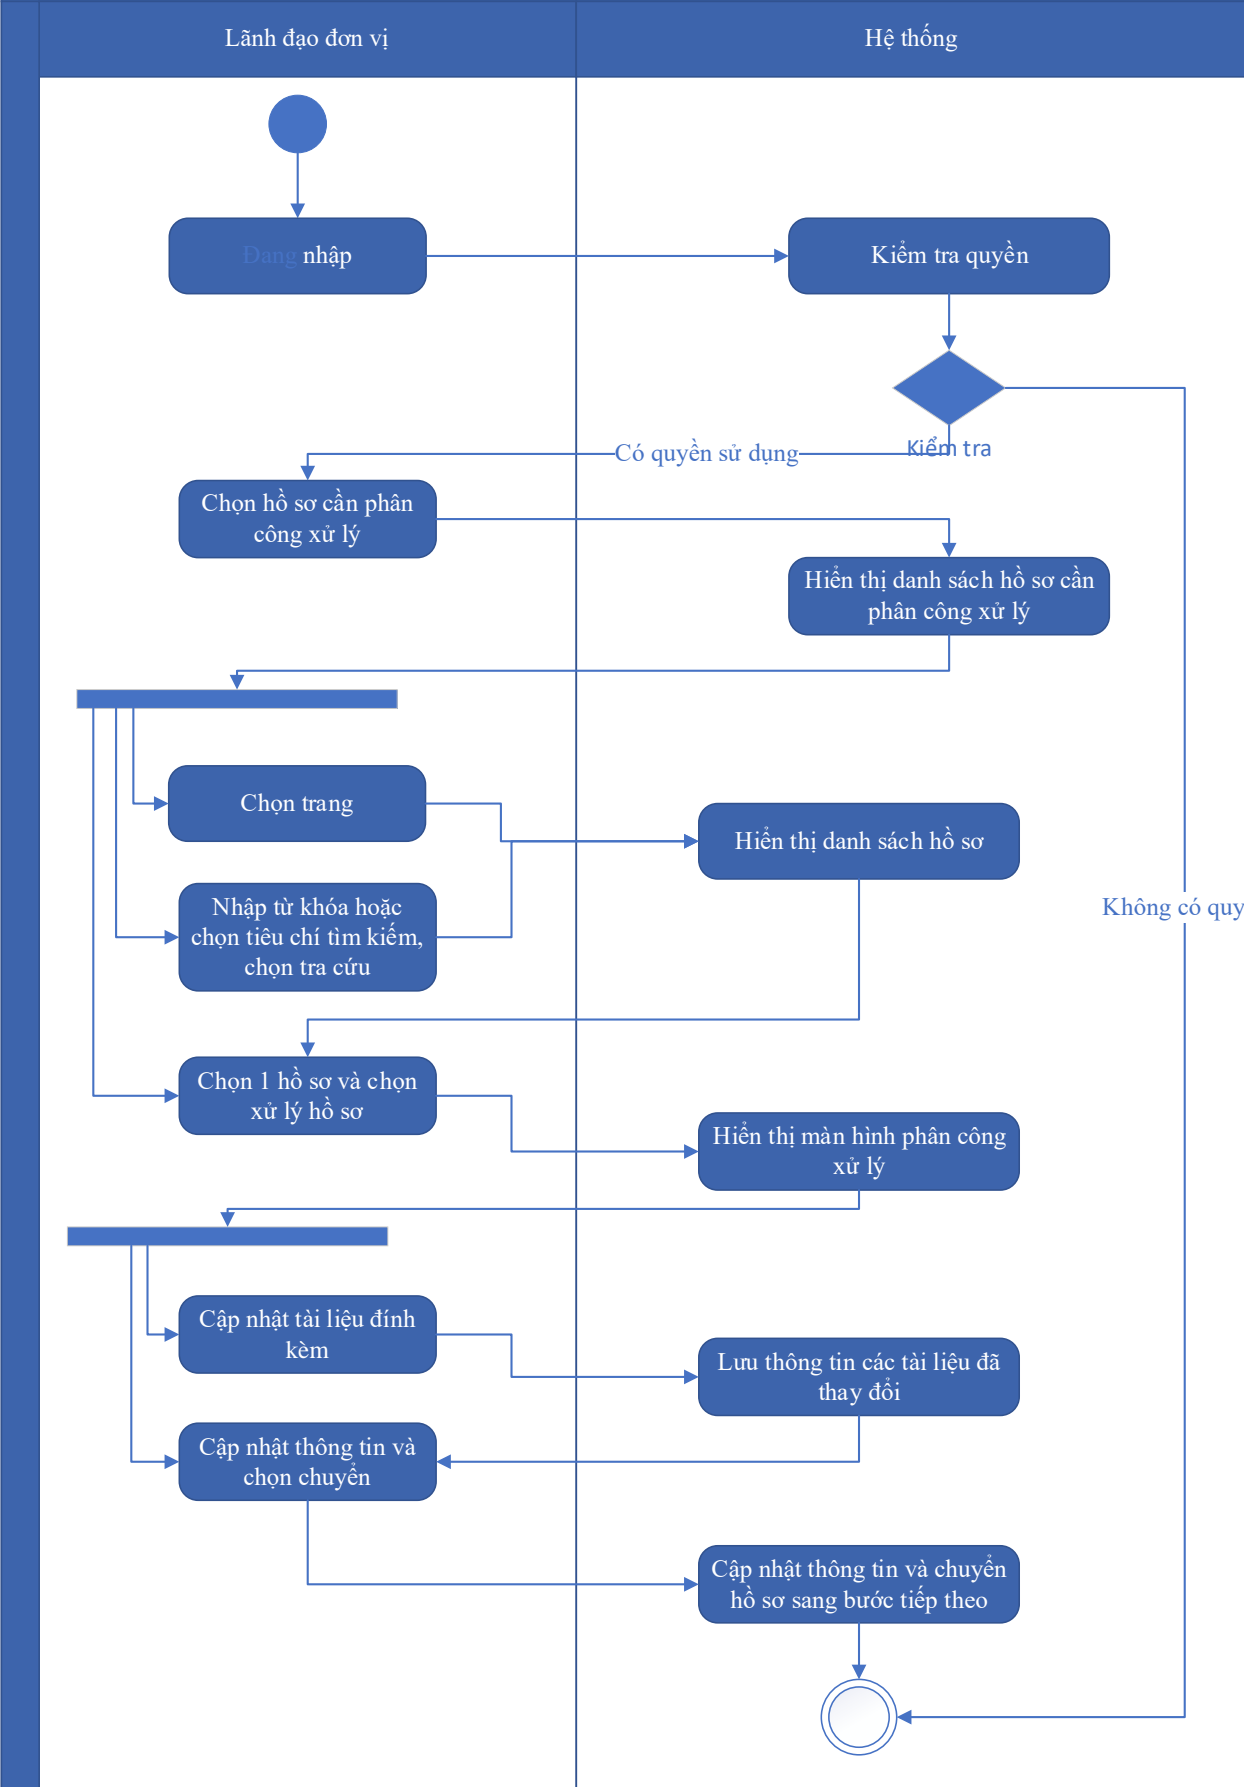 Lãnh đạo đơn vị
Hệ thống
Đang nhập
Kiểm tra quyền
Kiểm tra
Có quyền sử dụng
Chọn hồ sơ cần phân
công xử lý
Hiển thị danh sách hồ sơ cần
phân công xử lý
Chọn trang
Hiển thị danh sách hồ sơ
Nhập từ khóa hoặc
chọn tiêu chí tìm kiếm,
chọn tra cứu
Không có quy
Chọn 1 hồ sơ và chọn
xử lý hồ sơ
Hiển thị màn hình phân công
xử lý
Cập nhật tài liệu đính
kèm
Lưu thông tin các tài liệu đã
thay đổi
Cập nhật thông tin và
chọn chuyển
Cập nhật thông tin và chuyển
hồ sơ sang bước tiếp theo